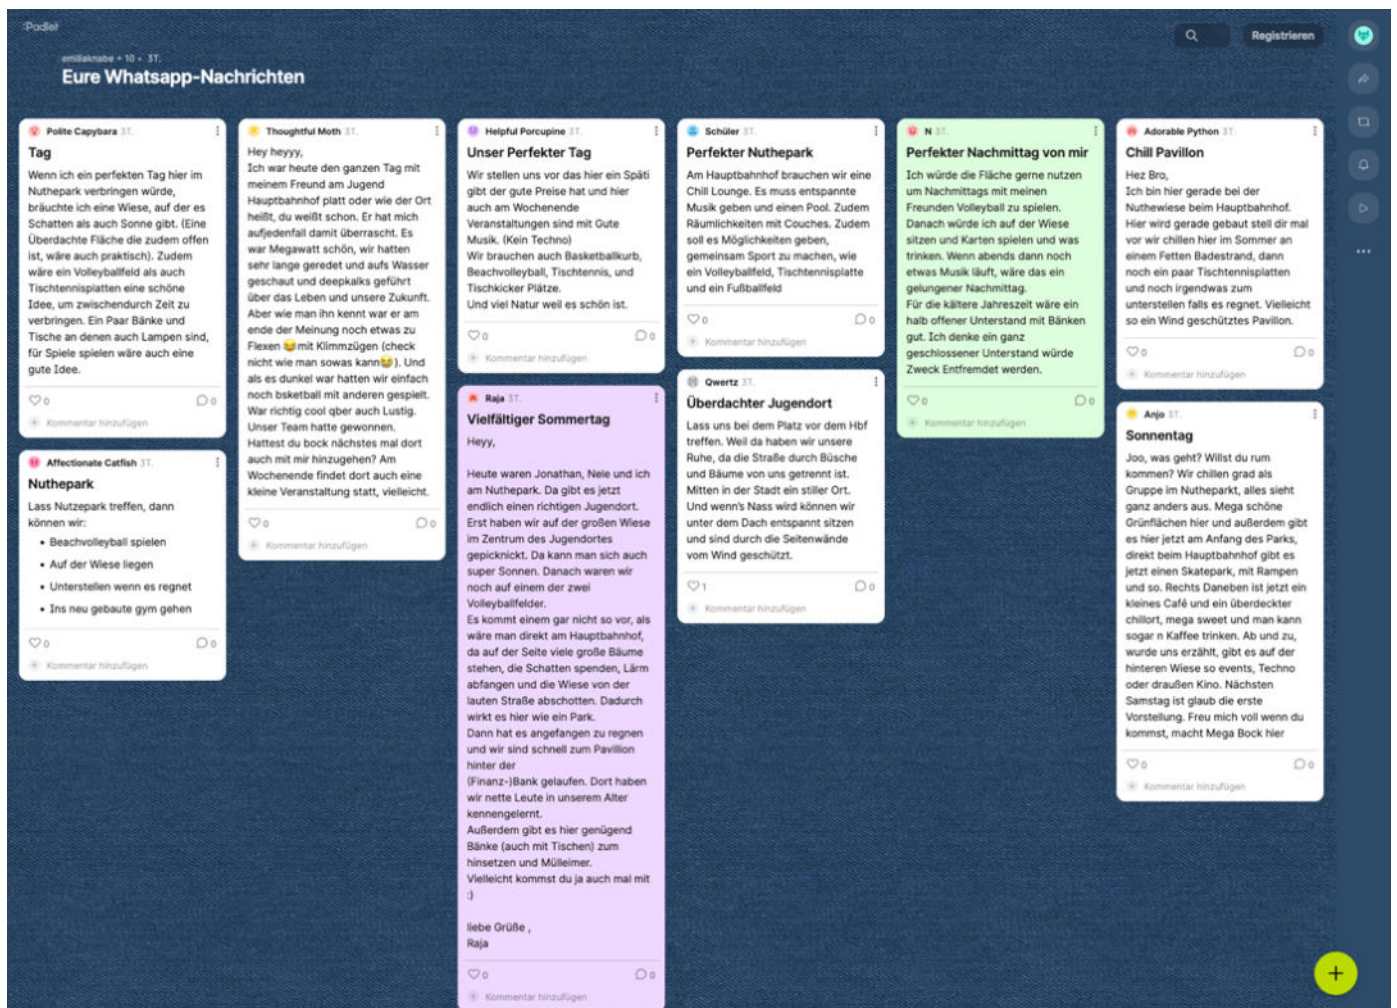 :Padlet
Registrieren
emiliaknabe + 10 • 3T.
Eure Whatsapp-Nachrichten
Polite Capybara 3T.
Tag
Wenn ich ein perfekten Tag hier im
Nuthepark verbringen würde,
bräuchte ich eine Wiese, auf der es
Schatten als auch Sonne gibt. (Eine
Überdachte Fläche die zudem offen
ist, wäre auch praktisch). Zudem
wäre ein Volleyballfeld als auch
Tischtennisplatten eine schöne
Idee, um zwischendurch Zeit zu
verbringen. Ein Paar Bänke und
Tische an denen auch Lampen sind,
für Spiele spielen wäre auch eine
gute Idee.
0 0
Kommentar hinzufügen
Affectionate Catfish 3T.
Nuthepark
Lass Nutzepark treffen, dann
können wir:
• Beachvolleyball spielen
• Auf der Wiese liegen
• Unterstellen wenn es regnet
• Ins neu gebaute gym gehen
0 0
Kommentar hinzufügen
Thoughtful Moth 3T.
Hey heyyy,
Ich war heute den ganzen Tag mit
meinem Freund am Jugend
Hauptbahnhof platt oder wie der Ort
heißt, du weißt schon. Er hat mich
aufjedenfall damit überrascht. Es
war Megawatt schön, wir hatten
sehr lange geredet und aufs Wasser
geschaut und deepkalks geführt
über das Leben und unsere Zukunft.
Aber wie man ihn kennt war er am
ende der Meinung noch etwas zu
Flexen 😂 mit Klimmzügen (check
nicht wie man sowas kann😂). Und
als es dunkel war hatten wir einfach
noch bsketball mit anderen gespielt.
War richtig cool qber auch Lustig.
Unser Team hatte gewonnen.
Hattest du bock nächstes mal dort
auch mit mir hinzugehen? Am
Wochenende findet dort auch eine
kleine Veranstaltung statt, vielleicht.
0 0
Kommentar hinzufügen
Helpful Porcupine 3T.
Unser Perfekter Tag
Wir stellen uns vor das hier ein Späti
gibt der gute Preise hat und hier
auch am Wochenende
Veranstaltungen sind mit Gute
Musik. (Kein Techno)
Wir brauchen auch Basketballkurb,
Beachvolleyball, Tischtennis, und
Tischkicker Plätze.
Und viel Natur weil es schön ist.
0 0
Kommentar hinzufügen
Raja 3T.
Vielfältiger Sommertag
Heyy,
Heute waren Jonathan, Nele und ich
am Nuthepark. Da gibt es jetzt
endlich einen richtigen Jugendort.
Erst haben wir auf der großen Wiese
im Zentrum des Jugendortes
gepicknickt. Da kann man sich auch
super Sonnen. Danach waren wir
noch auf einem der zwei
Volleyballfelder.
Es kommt einem gar nicht so vor, als
wäre man direkt am Hauptbahnhof,
da auf der Seite viele große Bäume
stehen, die Schatten spenden, Lärm
abfangen und die Wiese von der
lauten Straße abschotten. Dadurch
wirkt es hier wie ein Park.
Dann hat es angefangen zu regnen
und wir sind schnell zum Pavillion
hinter der
(Finanz-)Bank gelaufen. Dort haben
wir nette Leute in unserem Alter
kennengelernt.
Außerdem gibt es hier genügend
Bänke (auch mit Tischen) zum
hinsetzen und Mülleimer.
Vielleicht kommst du ja auch mal mit
:)
liebe Grüße ,
Raja
0 0
Kommentar hinzufügen
Schüler 3T.
Perfekter Nuthepark
Am Hauptbahnhof brauchen wir eine
Chill Lounge. Es muss entspannte
Musik geben und einen Pool. Zudem
Räumlichkeiten mit Couches. Zudem
soll es Möglichkeiten geben,
gemeinsam Sport zu machen, wie
ein Volleyballfeld, Tischtennisplatte
und ein Fußballfeld
0 0
Kommentar hinzufügen
Qwertz 3T.
Überdachter Jugendort
Lass uns bei dem Platz vor dem Hbf
treffen. Weil da haben wir unsere
Ruhe, da die Straße durch Büsche
und Bäume von uns getrennt ist.
Mitten in der Stadt ein stiller Ort.
Und wenn's Nass wird können wir
unter dem Dach entspannt sitzen
und sind durch die Seitenwände
vom Wind geschützt.
1 0
Kommentar hinzufügen
N 3T.
Perfekter Nachmittag von mir
Ich würde die Fläche gerne nutzen
um Nachmittags mit meinen
Freunden Volleyball zu spielen.
Danach würde ich auf der Wiese
sitzen und Karten spielen und was
trinken. Wenn abends dann noch
etwas Musik läuft, wäre das ein
gelungener Nachmittag.
Für die kältere Jahreszeit wäre ein
halb offener Unterstand mit Bänken
gut. Ich denke ein ganz
geschlossener Unterstand würde
Zweck Entfremdet werden.
0 0
Kommentar hinzufügen
Adorable Python 3T.
Chill Pavillon
Hez Bro,
Ich bin hier gerade bei der
Nuthewiese beim Hauptbahnhof.
Hier wird gerade gebaut stell dir mal
vor wir chillen hier im Sommer an
einem Fetten Badestrand, dann
noch ein paar Tischtennisplatten
und noch irgendwas zum
unterstellen falls es regnet. Vielleicht
so ein Wind geschütztes Pavillon.
0 0
Kommentar hinzufügen
Anjo 3T.
Sonnentag
Joo, was geht? Willst du rum
kommen? Wir chillen grad als
Gruppe im Nutheparkt, alles sieht
ganz anders aus. Mega schöne
Grünflächen hier und außerdem gibt
es hier jetzt am Anfang des Parks,
direkt beim Hauptbahnhof gibt es
jetzt einen Skatepark, mit Rampen
und so. Rechts Daneben ist jetzt ein
kleines Café und ein überdeckter
chillort, mega sweet und man kann
sogar n Kaffee trinken. Ab und zu,
wurde uns erzählt, gibt es auf der
hinteren Wiese so events, Techno
oder draußen Kino. Nächsten
Samstag ist glaub die erste
Vorstellung. Freu mich voll wenn du
kommst, macht Mega Bock hier
0 0
Kommentar hinzufügen